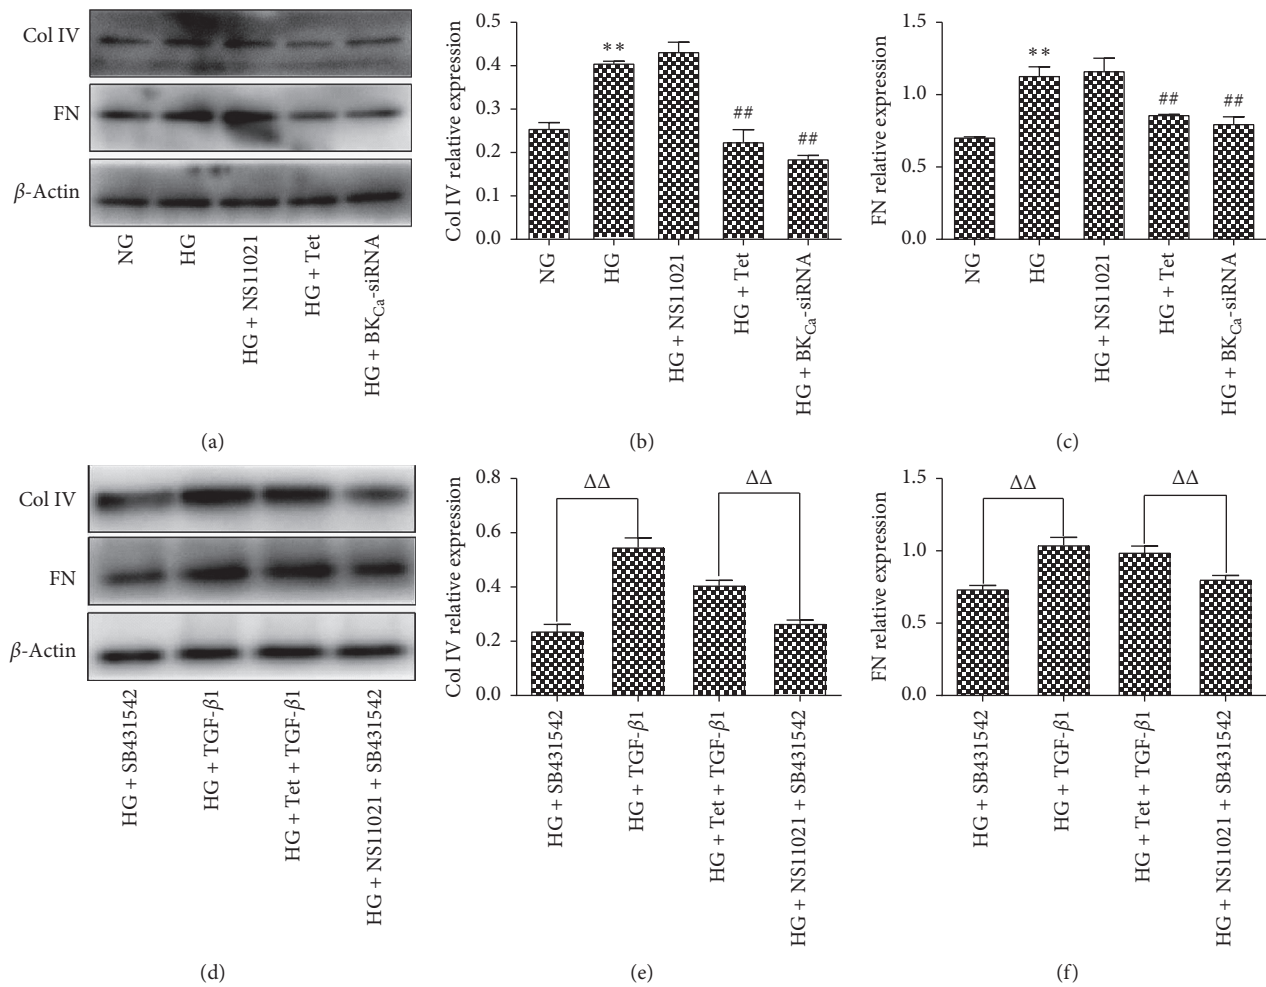 Col IV
FN
β-Actin
NG
HG
HG + NS11021
HG + Tet
HG + BKCa-siRNA
(a)
Col IV relative expression
0.5
0.4
0.3
0.2
0.1
0.0
**
##
##
NG
HG
HG + NS11021
HG + Tet
HG + BKCa-siRNA
(b)
FN relative expression
1.5
1.0
0.5
0.0
**
##
##
NG
HG
HG + NS11021
HG + Tet
HG + BKCa-siRNA
(c)
Col IV
FN
β-Actin
HG + SB431542
HG + TGF-β1
HG + Tet + TGF-β1
HG + NS11021 + SB431542
(d)
Col IV relative expression
0.8
0.6
0.4
0.2
0.0
ΔΔ
ΔΔ
HG + SB431542
HG + TGF-β1
HG + Tet + TGF-β1
HG + NS11021 + SB431542
(e)
FN relative expression
1.5
1.0
0.5
0.0
ΔΔ
ΔΔ
HG + SB431542
HG + TGF-β1
HG + Tet + TGF-β1
HG + NS11021 + SB431542
(f)